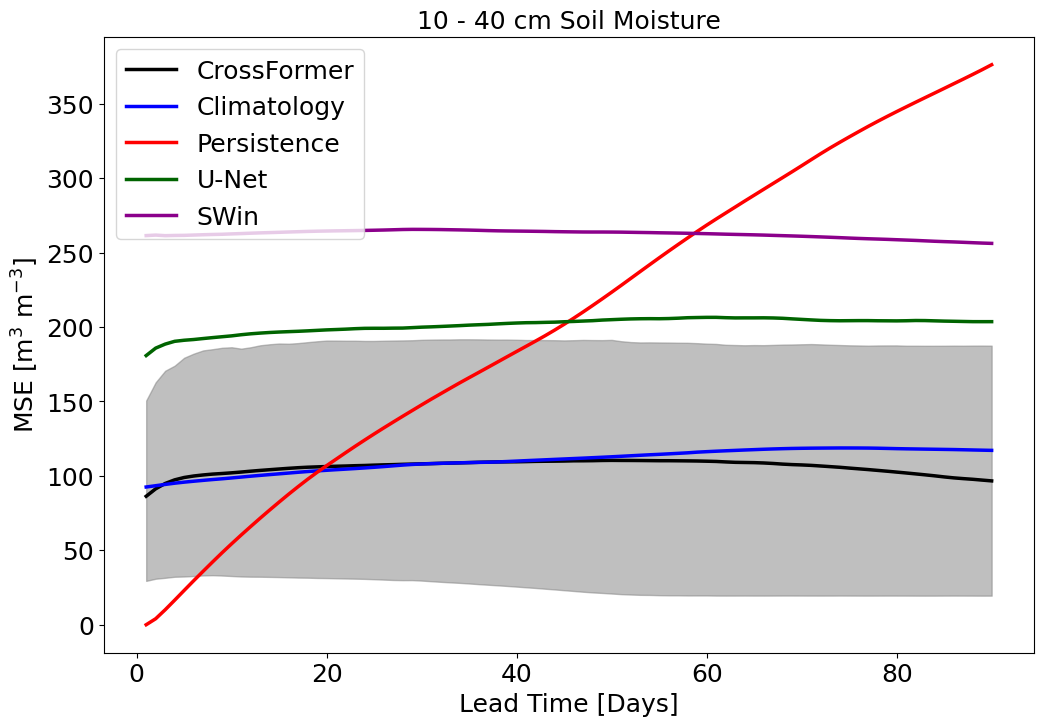 10 - 40 cm Soil Moisture
CrossFormer
Climatology
Persistence
U-Net
SWin
MSE [m³ m⁻³]
350
300
250
200
150
100
50
0
0 20 40 60 80
Lead Time [Days]